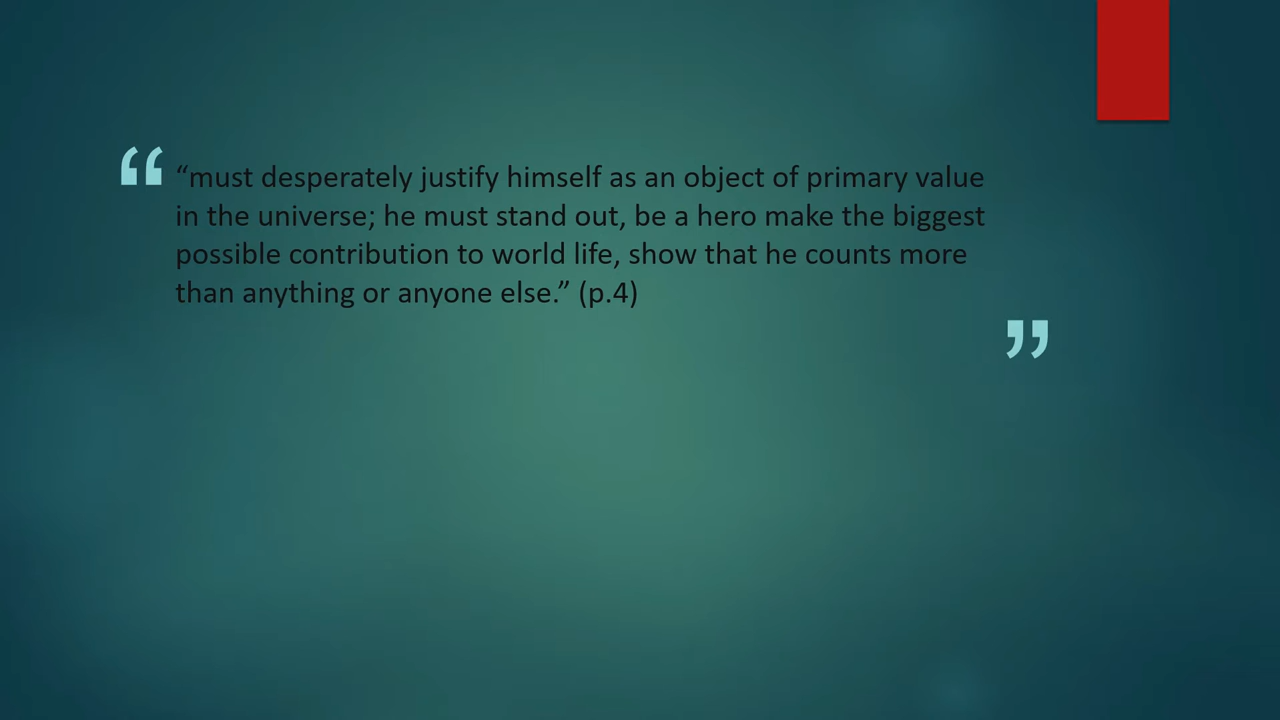 “must desperately justify himself as an object of primary value
in the universe; he must stand out, be a hero make the biggest
possible contribution to world life, show that he counts more
than anything or anyone else.” (p.4)